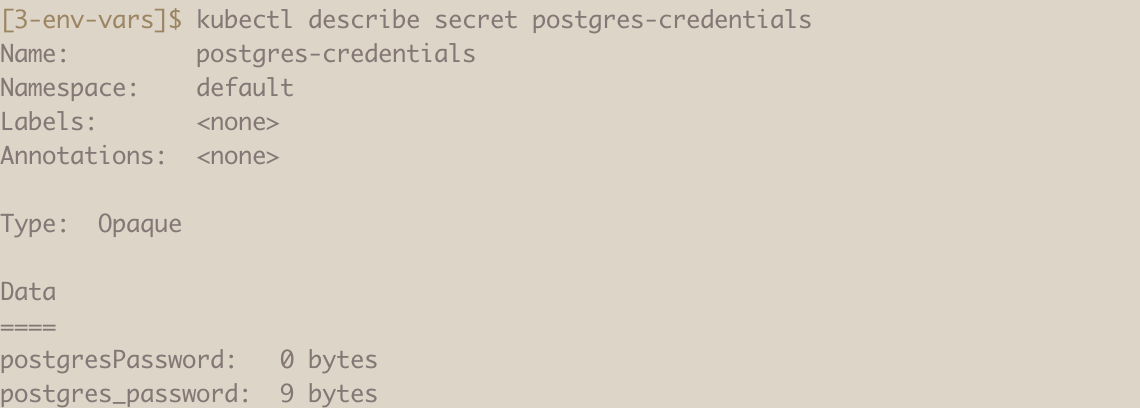 [3-env-vars]$ kubectl describe secret postgres-credentials
Name:         postgres-credentials
Namespace:    default
Labels:       <none>
Annotations:  <none>

Type:  Opaque

Data
====
postgresPassword:   0 bytes
postgres_password:  9 bytes